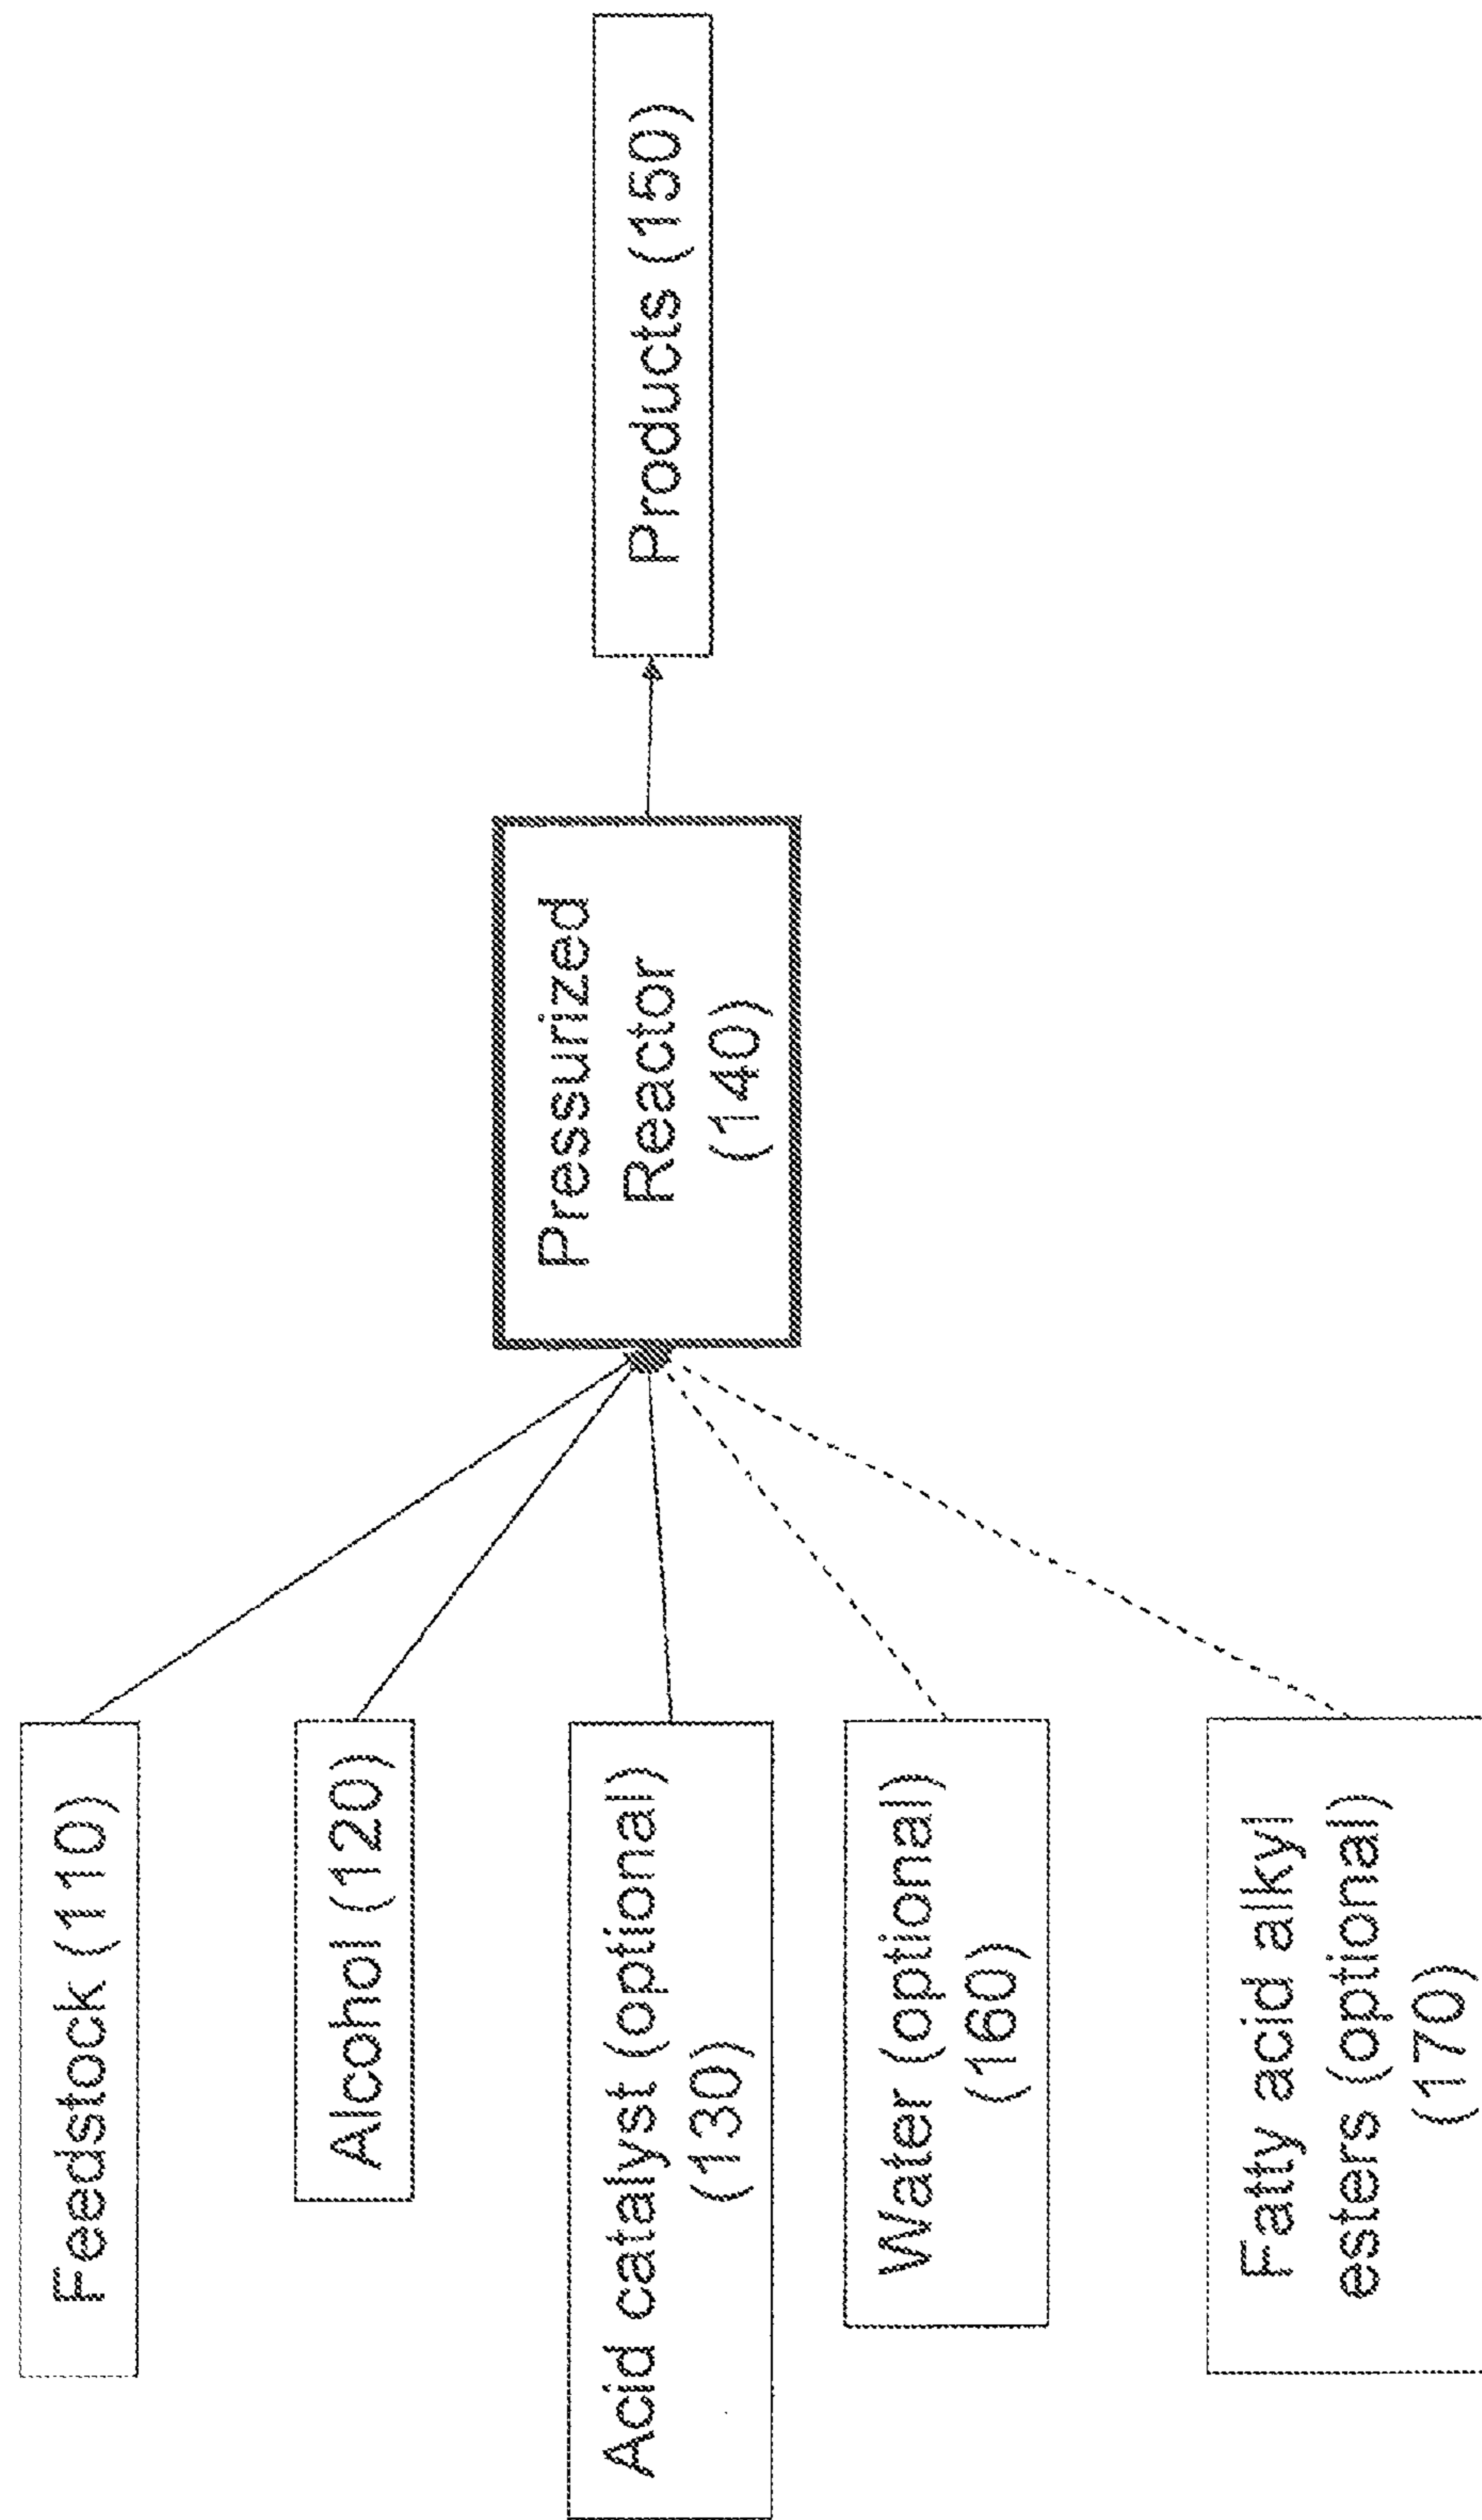 Feedstock (110)
Alcohol (120)
Acid catalyst (optional)
(130)
Water (optional)
(160)
Fatty acid alkyl
esters (optional)
(170)
Pressurized
Reactor
(140)
Products (150)